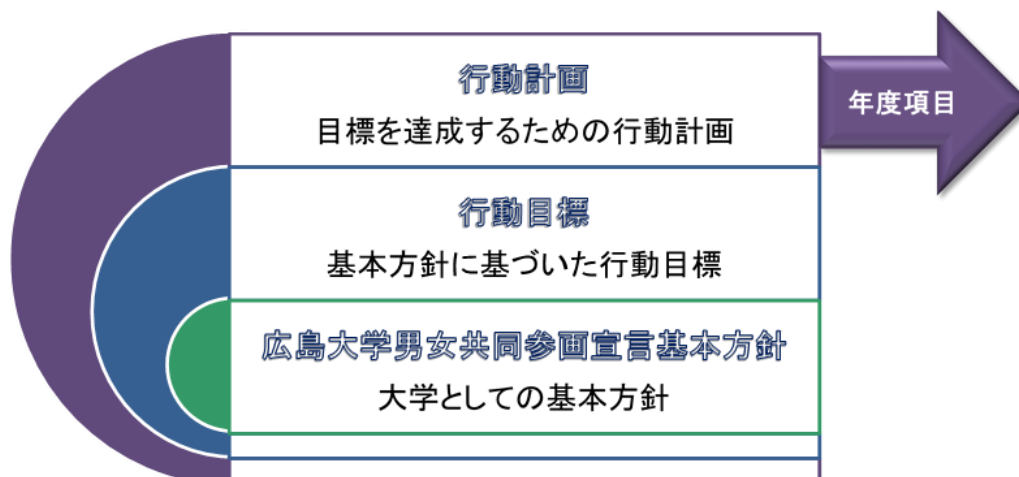 行動計画
目標を達成するための行動計画
年度項目
行動目標
基本方針に基づいた行動目標
広島大学男女共同参画宣言基本方針
大学としての基本方針